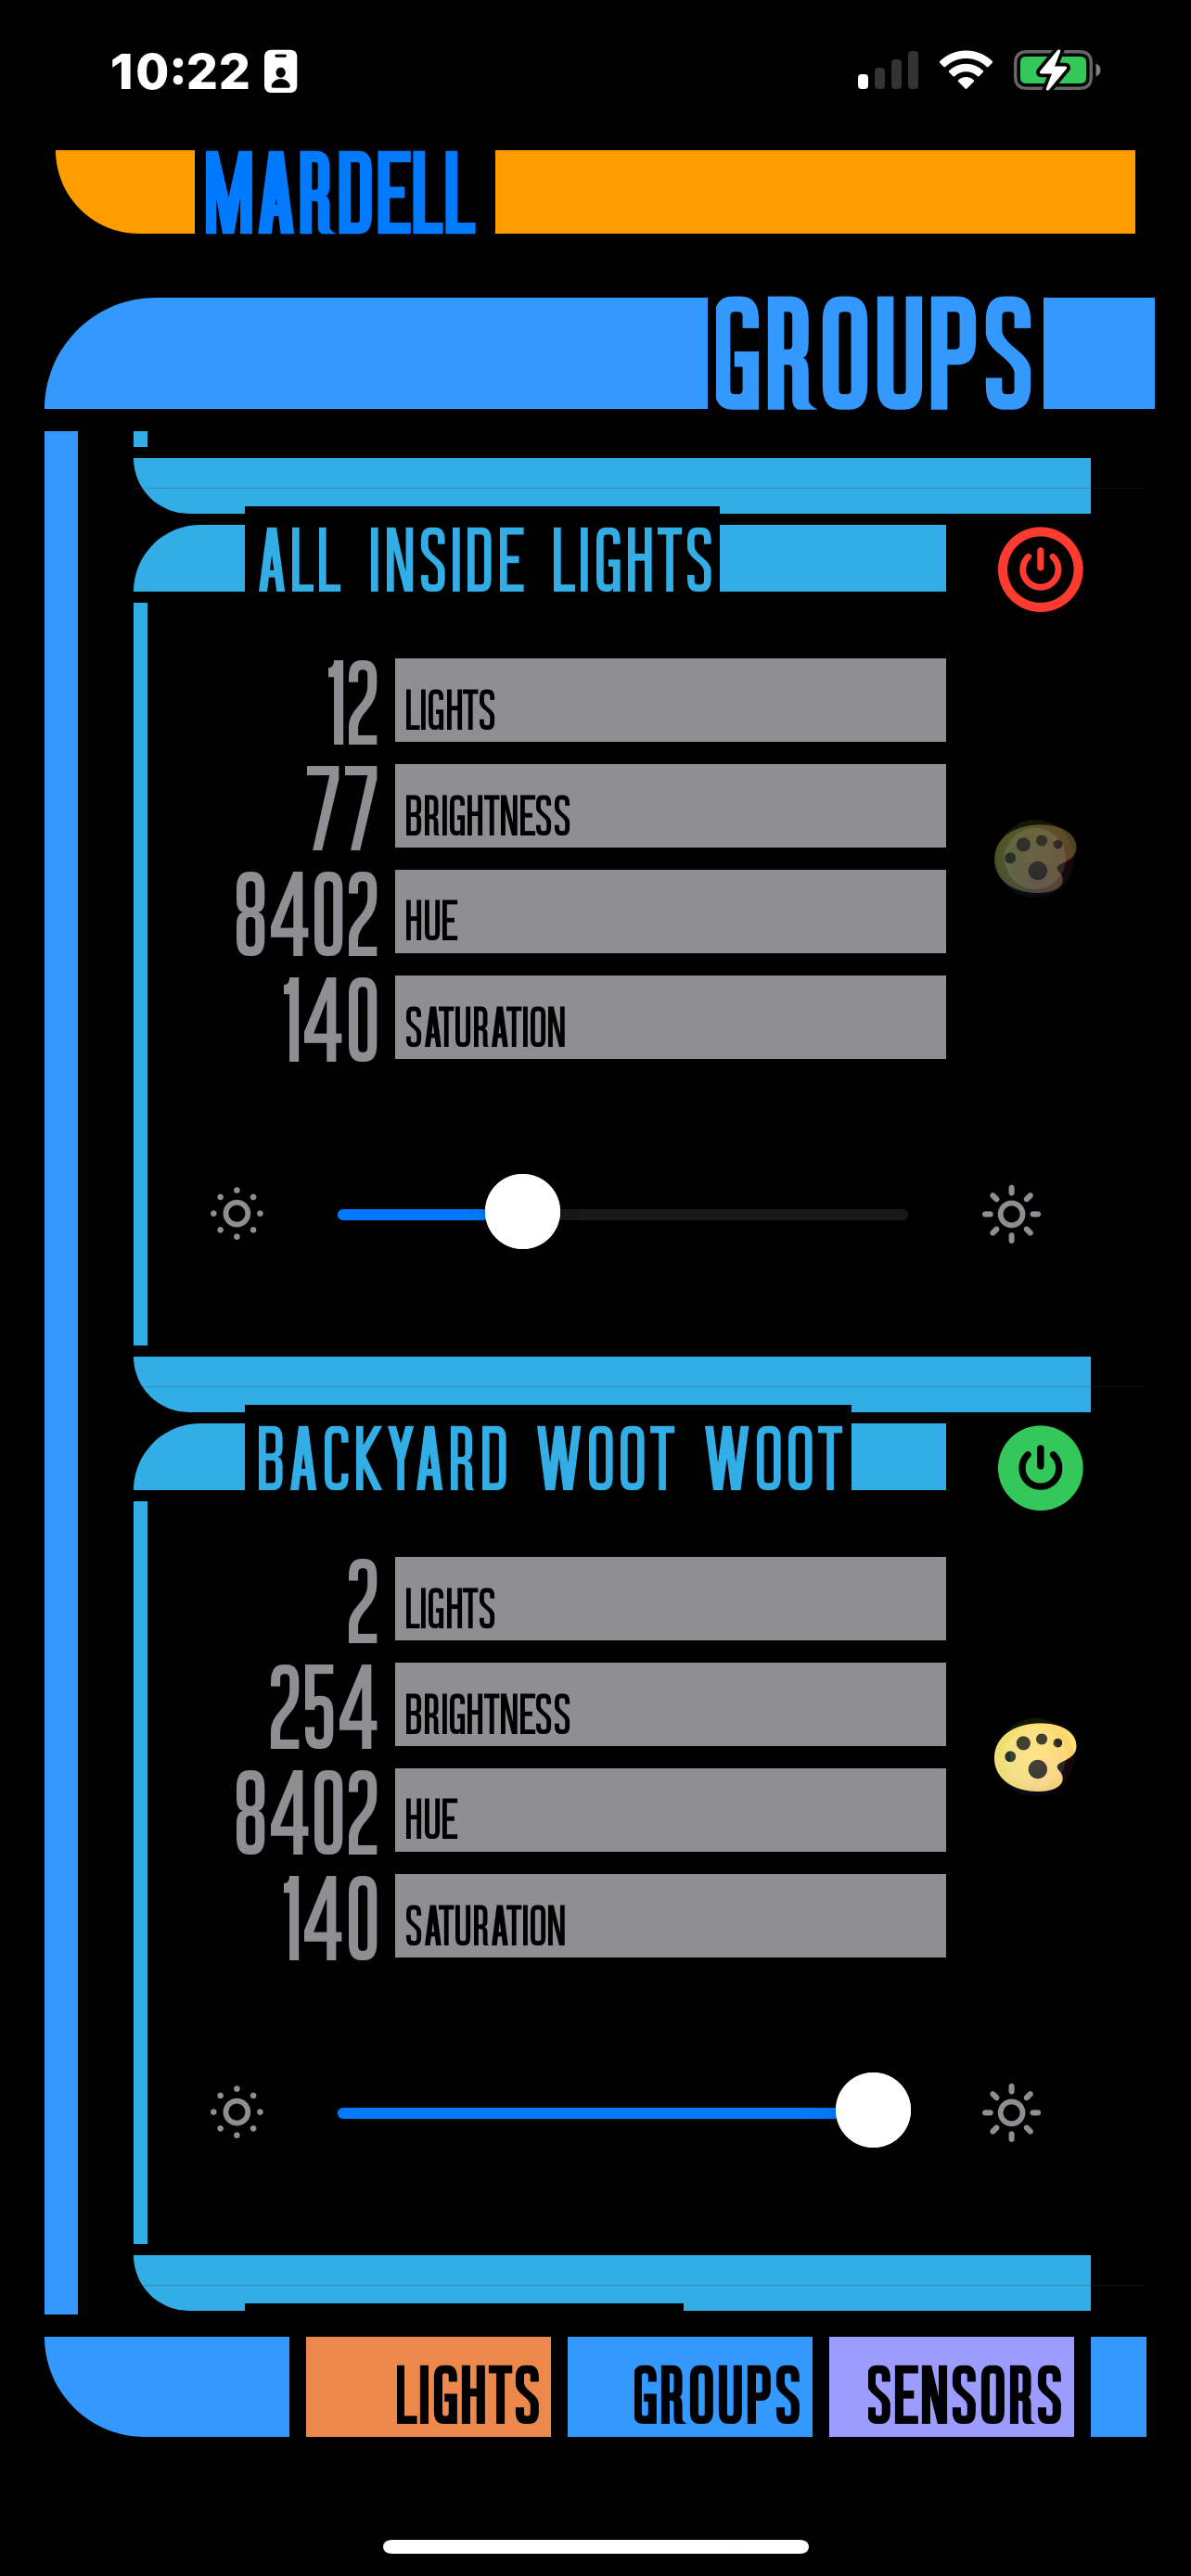 10:22
MARDELL
GROUPS
ALL INSIDE LIGHTS
12 LIGHTS
77 BRIGHTNESS
8402 HUE
140 SATURATION
BACKYARD WOOT WOOT
2 LIGHTS
254 BRIGHTNESS
8402 HUE
140 SATURATION
LIGHTS GROUPS SENSORS